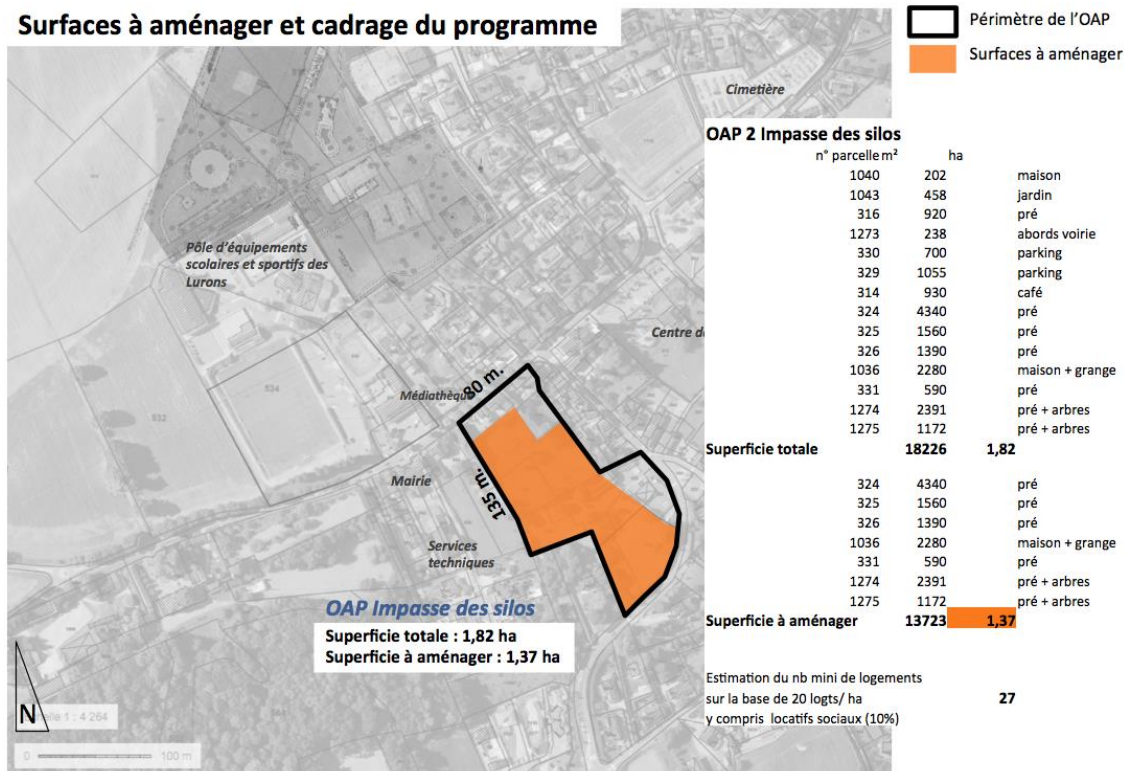 Surfaces à aménager et cadrage du programme
Périmètre de l'OAP
Surfaces à aménager
Cimetière
Pôle d'équipements
scolaires et sportifs des
Lurons
Centre d
Médiathèque
80 m.
135 m.
Mairie
Services
techniques
534
532
OAP Impasse des silos
Superficie totale : 1,82 ha
Superficie à aménager : 1,37 ha
N
elle 1 : 4 264
0 100 m
OAP 2 Impasse des silos
n° parcelle m² ha
1040 202 maison
1043 458 jardin
316 920 pré
1273 238 abords voirie
330 700 parking
329 1055 parking
314 930 café
324 4340 pré
325 1560 pré
326 1390 pré
1036 2280 maison + grange
331 590 pré
1274 2391 pré + arbres
1275 1172 pré + arbres
Superficie totale 18226 1,82
324 4340 pré
325 1560 pré
326 1390 pré
1036 2280 maison + grange
331 590 pré
1274 2391 pré + arbres
1275 1172 pré + arbres
Superficie à aménager 13723 1,37
Estimation du nb mini de logements
sur la base de 20 logts/ ha 27
y compris locatifs sociaux (10%)